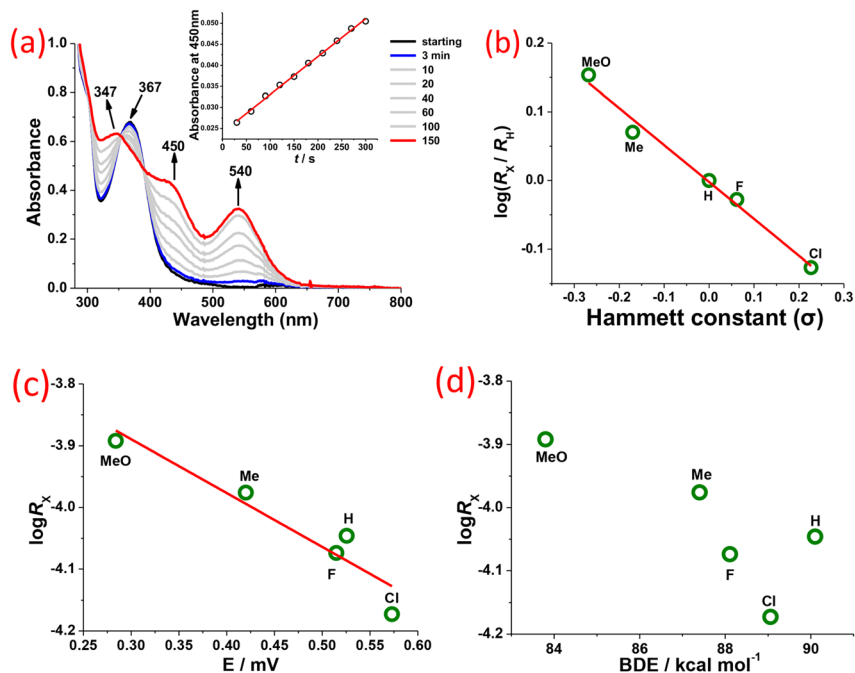 (a)
Absorbance
1.0
0.8
0.6
0.4
0.2
0.0
300 400 500 600 700 800
Wavelength (nm)
347
367
450
540
Absorbance at 450nm
0.050
0.045
0.040
0.035
0.030
0.025
0 50 100 150 200 250 300
t / s
starting
3 min
10
20
40
60
100
150
(b)
log(R_X / R_H)
0.2
0.1
0.0
-0.1
-0.3 -0.2 -0.1 0.0 0.1 0.2 0.3
Hammett constant (σ)
MeO
Me
H
F
Cl
(c)
logR_X
-3.8
-3.9
-4.0
-4.1
-4.2
0.25 0.30 0.35 0.40 0.45 0.50 0.55 0.60
E / mV
MeO
Me
H
F
Cl
(d)
logR_X
-3.8
-3.9
-4.0
-4.1
-4.2
84 86 88 90
BDE / kcal mol⁻¹
MeO
Me
F
H
Cl